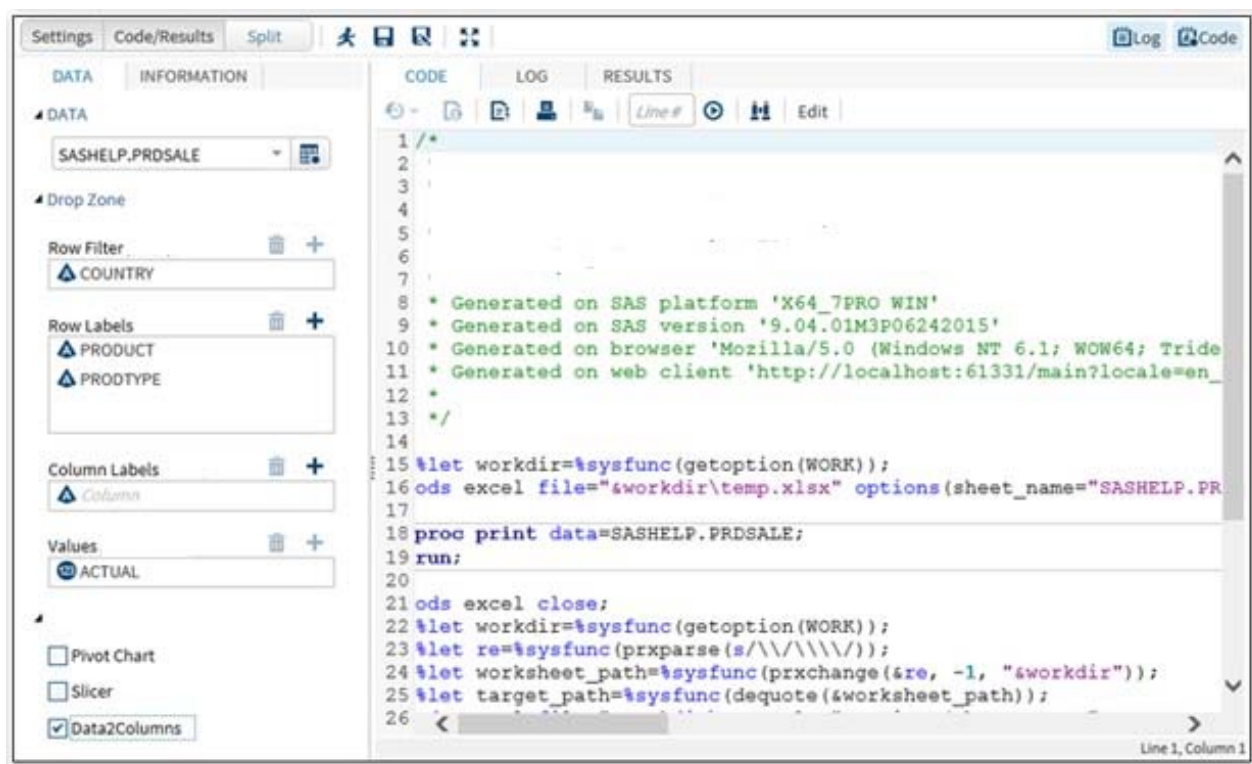 Settings Code/Results Split Log Code
DATA INFORMATION
DATA
SASHELP.PRDSALE
Drop Zone
Row Filter
COUNTRY
Row Labels
PRODUCT
PRODTYPE
Column Labels
Column
Values
123 ACTUAL
Pivot Chart
Slicer
Data2Columns
CODE LOG RESULTS
Line # Edit
1 /*
2
3
4
5
6
7
8 * Generated on SAS platform 'X64_7PRO WIN'
9 * Generated on SAS version '9.04.01M3P06242015'
10 * Generated on browser 'Mozilla/5.0 (Windows NT 6.1; WOW64; Tride
11 * Generated on web client 'http://localhost:61331/main?locale=en_
12 *
13 */
14
15 %let workdir=%sysfunc(getoption(WORK));
16 ods excel file="&workdir\temp.xlsx" options(sheet_name="SASHELP.PR
17
18 proc print data=SASHELP.PRDSALE;
19 run;
20
21 ods excel close;
22 %let workdir=%sysfunc(getoption(WORK));
23 %let re=%sysfunc(prxparse(s/\\/\\\\/));
24 %let worksheet_path=%sysfunc(prxchange(&re, -1, "&workdir"));
25 %let target_path=%sysfunc(dequote(&worksheet_path));
26
Line 1, Column 1